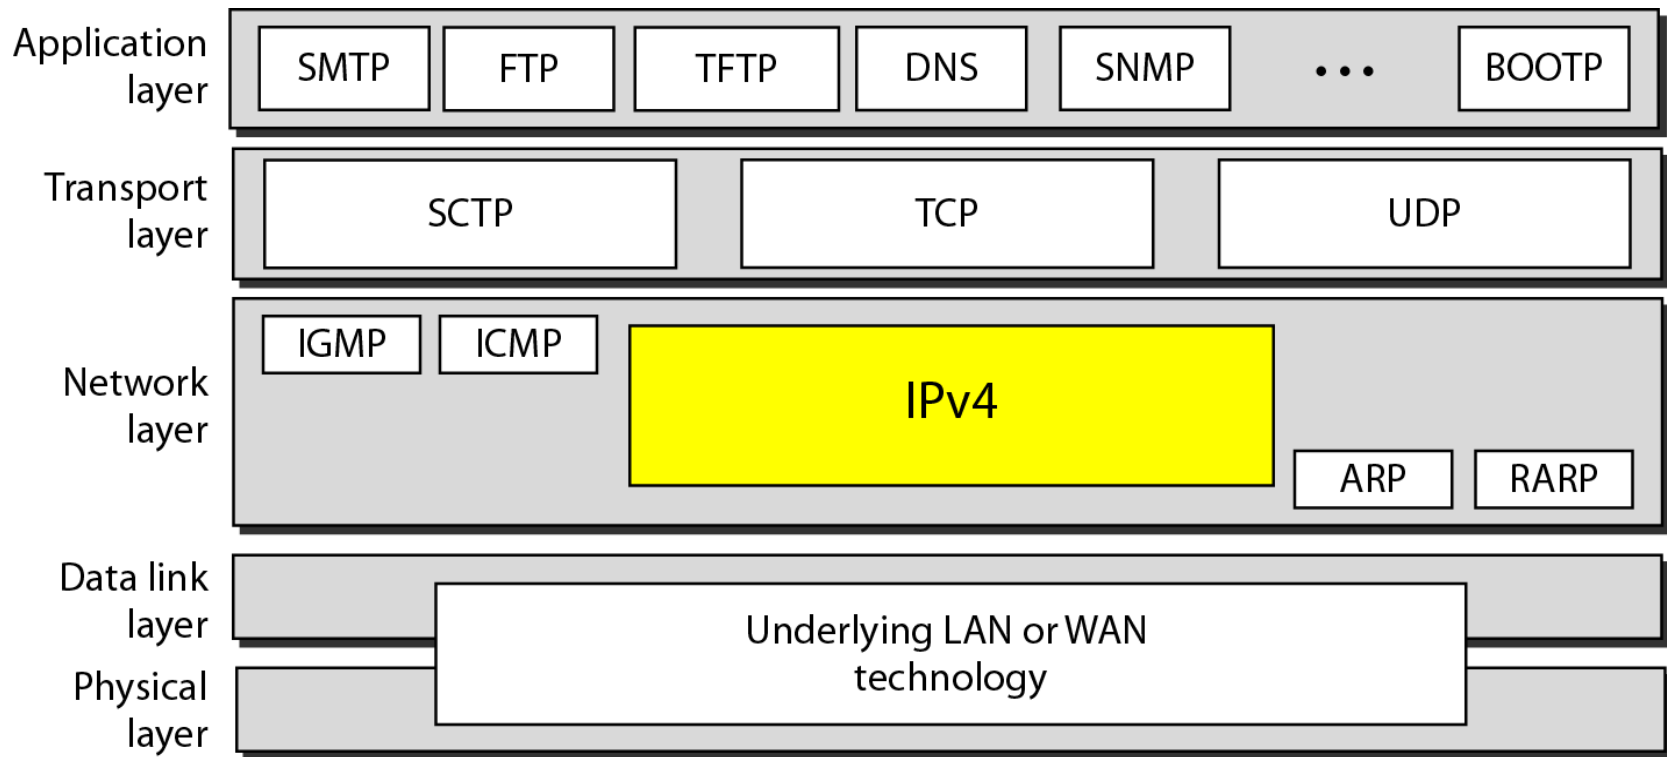 Application
layer
SMTP
FTP
TFTP
DNS
SNMP
...
BOOTP
Transport
layer
SCTP
TCP
UDP
Network
layer
IGMP
ICMP
IPv4
ARP
RARP
Data link
layer
Underlying LAN or WAN
technology
Physical
layer